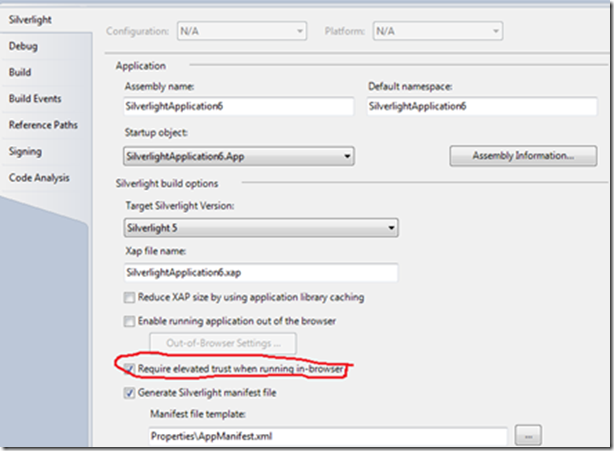 Silverlight
Debug
Build
Build Events
Reference Paths
Signing
Code Analysis
Configuration: N/A Platform: N/A
Application
Assembly name: Default namespace:
SilverlightApplication6 SilverlightApplication6
Startup object:
SilverlightApplication6.App Assembly Information...
Silverlight build options
Target Silverlight Version:
Silverlight 5
Xap file name:
SilverlightApplication6.xap
Reduce XAP size by using application library caching
Enable running application out of the browser
Out-of-Browser Settings ...
Require elevated trust when running in-browser
Generate Silverlight manifest file
Manifest file template:
Properties\AppManifest.xml ...